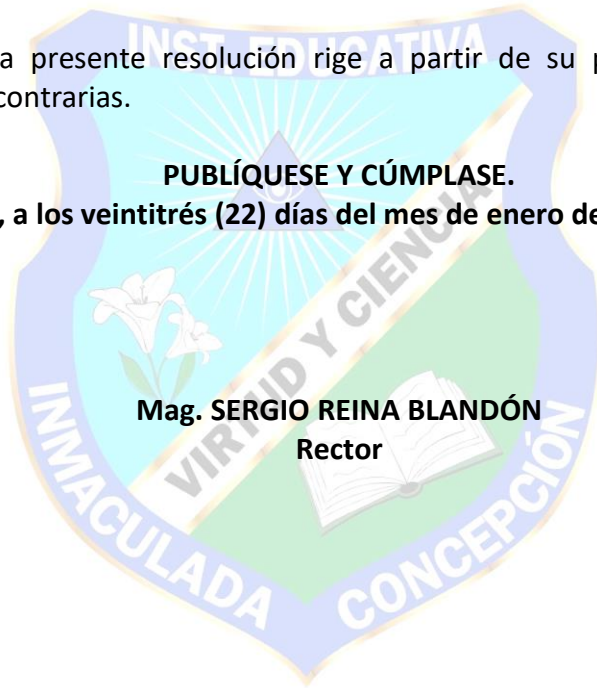 INST. EDUCATIVA
a presente resolución rige a partir de su p
contrarias.
PUBLÍQUESE Y CÚMPLASE.
, a los veintitrés (22) días del mes de enero de
VIRTUD Y CIENCIA
Mag. SERGIO REINA BLANDÓN
Rector
INMACULADA CONCEPCIÓN